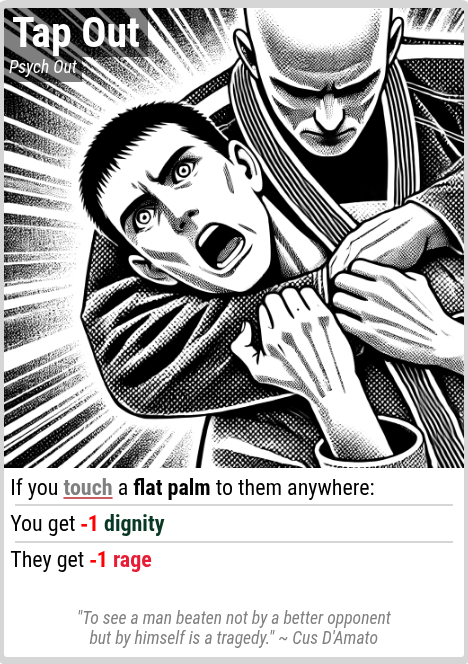 Tap Out
Psych Out
If you touch a flat palm to them anywhere:
You get -1 dignity
They get -1 rage
"To see a man beaten not by a better opponent
but by himself is a tragedy." ~ Cus D'Amato